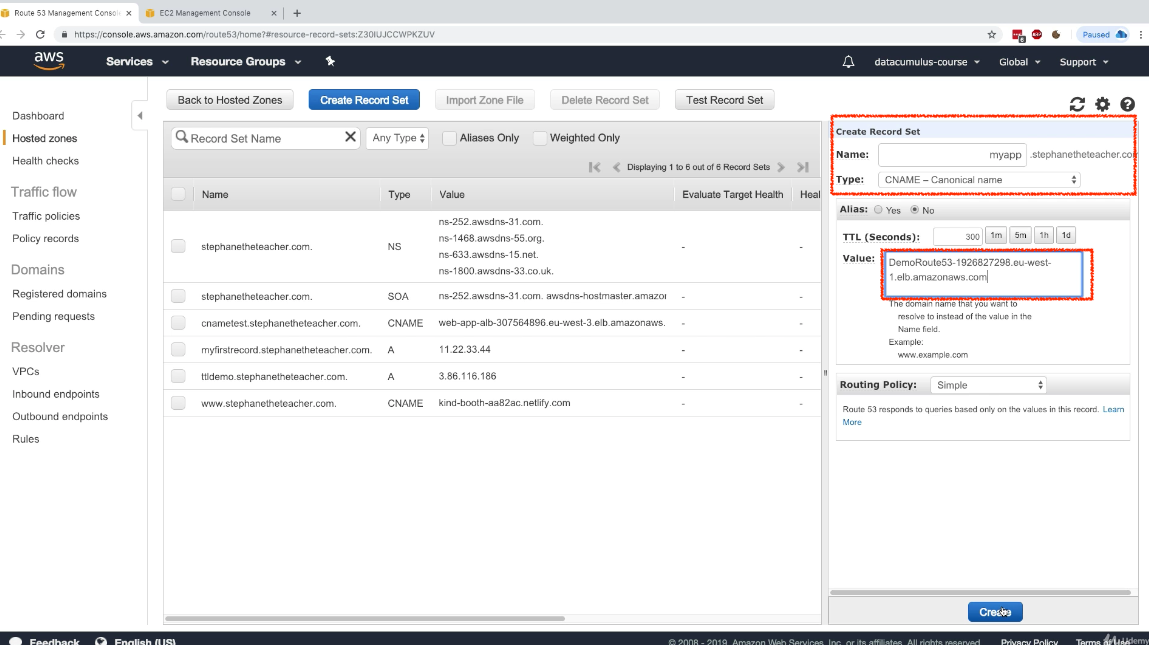 Route 53 Management Console
EC2 Management Console
https://console.aws.amazon.com/route53/home?#resource-record-sets:Z30IUJCCWPKZUV
Paused
aws
Services
Resource Groups
datacumulus-course
Global
Support
Dashboard
Hosted zones
Health checks
Traffic flow
Traffic policies
Policy records
Domains
Registered domains
Pending requests
Resolver
VPCs
Inbound endpoints
Outbound endpoints
Rules
Back to Hosted Zones
Create Record Set
Import Zone File
Delete Record Set
Test Record Set
Record Set Name
Any Type
Aliases Only
Weighted Only
Displaying 1 to 6 out of 6 Record Sets
Name Type Value Evaluate Target Health Heal
stephanetheteacher.com. NS
ns-252.awsdns-31.com.
ns-1468.awsdns-55.org.
ns-633.awsdns-15.net.
ns-1800.awsdns-33.co.uk.
- -
stephanetheteacher.com. SOA ns-252.awsdns-31.com. awsdns-hostmaster.amazor - -
cnametest.stephanetheteacher.com. CNAME web-app-alb-307564896.eu-west-3.elb.amazonaws. - -
myfirstrecord.stephanetheteacher.com. A 11.22.33.44 - -
ttldemo.stephanetheteacher.com. A 3.86.116.186 - -
www.stephanetheteacher.com. CNAME kind-booth-aa82ac.netlify.com - -
Create Record Set
Name: myapp .stephanetheteacher.com
Type: CNAME – Canonical name
Alias: Yes No
TTL (Seconds): 300 1m 5m 1h 1d
Value: DemoRoute53-1926827298.eu-west-
1.elb.amazonaws.com
The domain name that you want to
resolve to instead of the value in the
Name field.
Example:
www.example.com
Routing Policy: Simple
Route 53 responds to queries based only on the values in this record. Learn
More
Create
Feedback
English (US)
© 2008 - 2019, Amazon Web Services, Inc. or its affiliates. All rights reserved.
Privacy Policy
Terms of Use
Udemy